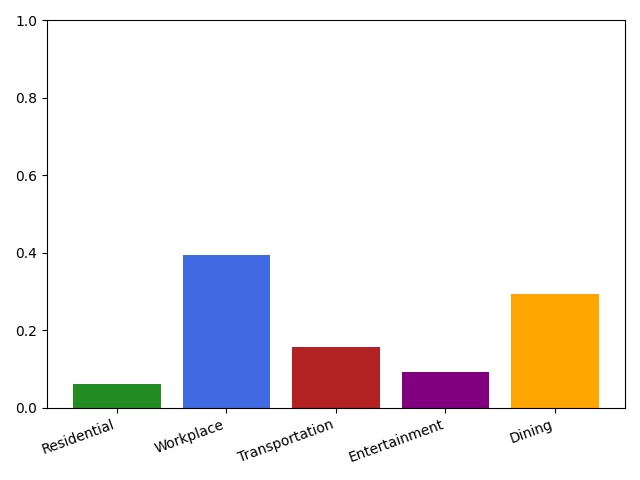 1.0
0.8
0.6
0.4
0.2
0.0
Residential
Workplace
Transportation
Entertainment
Dining